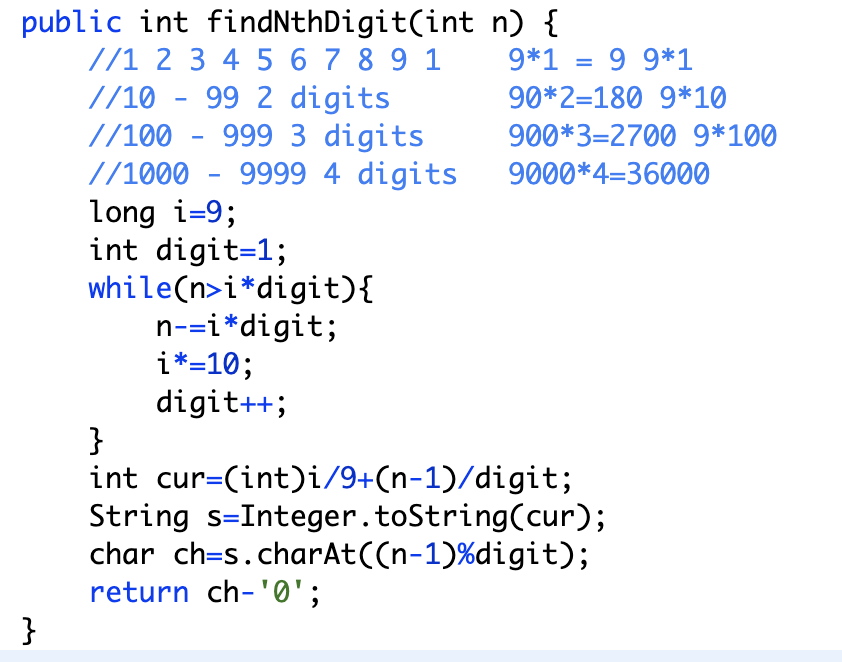 public int findNthDigit(int n) {
    //1 2 3 4 5 6 7 8 9 1    9*1 = 9 9*1
    //10 - 99 2 digits       90*2=180 9*10
    //100 - 999 3 digits     900*3=2700 9*100
    //1000 - 9999 4 digits   9000*4=36000
    long i=9;
    int digit=1;
    while(n>i*digit){
        n-=i*digit;
        i*=10;
        digit++;
    }
    int cur=(int)i/9+(n-1)/digit;
    String s=Integer.toString(cur);
    char ch=s.charAt((n-1)%digit);
    return ch-'0';
}